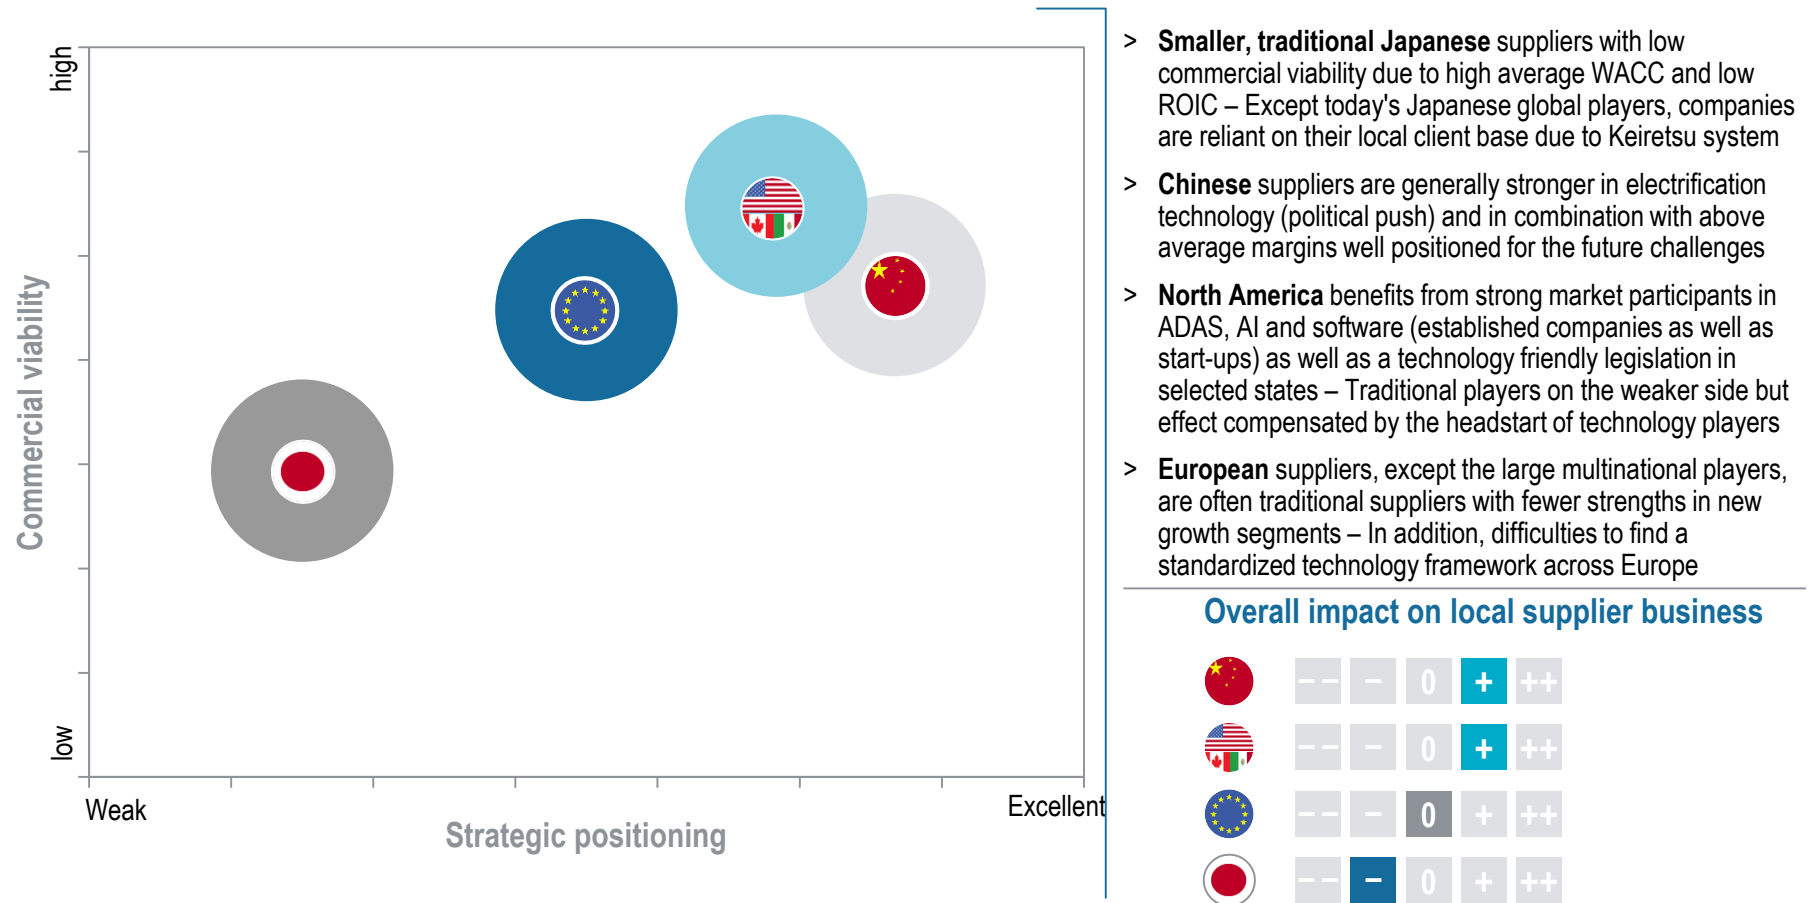 high
Commercial viability
low
Weak
Excellent
Strategic positioning
> Smaller, traditional Japanese suppliers with low
commercial viability due to high average WACC and low
ROIC – Except today's Japanese global players, companies
are reliant on their local client base due to Keiretsu system
> Chinese suppliers are generally stronger in electrification
technology (political push) and in combination with above
average margins well positioned for the future challenges
> North America benefits from strong market participants in
ADAS, AI and software (established companies as well as
start-ups) as well as a technology friendly legislation in
selected states – Traditional players on the weaker side but
effect compensated by the headstart of technology players
> European suppliers, except the large multinational players,
are often traditional suppliers with fewer strengths in new
growth segments – In addition, difficulties to find a
standardized technology framework across Europe
Overall impact on local supplier business
– – – 0 + ++
– – – 0 + ++
– – – 0 + ++
– – – 0 + ++